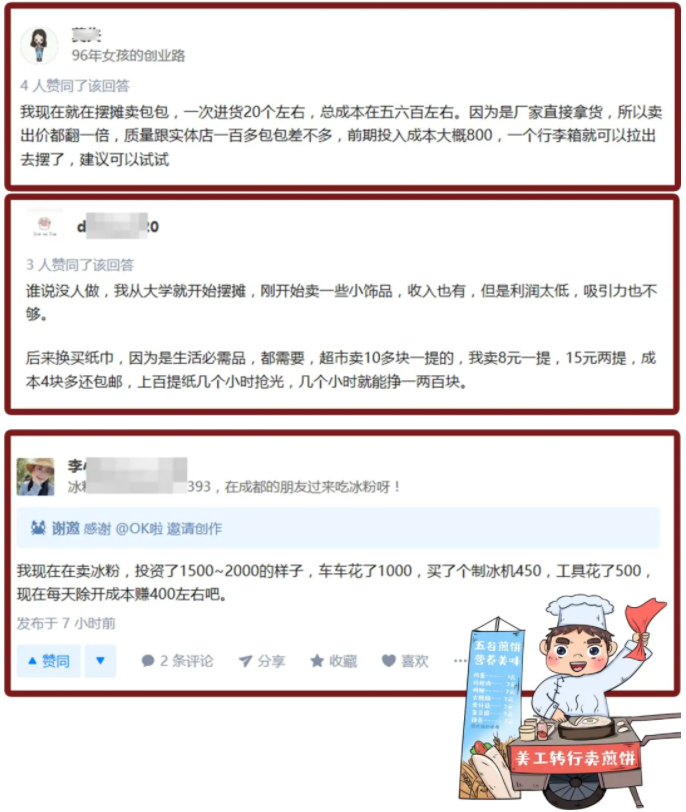 96年女孩的创业路
4 人赞同了该回答
我现在就在摆摊卖包包，一次进货20个左右，总成本在五六百左右。因为是厂家直接拿货，所以卖
出价都翻一倍，质量跟实体店一百多包包差不多，前期投入成本大概800，一个行李箱就可以拉出
去摆了，建议可以试试
d 20
3 人赞同了该回答
谁说没人做，我从大学就开始摆摊，刚开始卖一些小饰品，收入也有，但是利润太低，吸引力也不
够。
后来换买纸巾，因为是生活必需品，都需要，超市卖10多块一提的，我卖8元一提，15元两提，成
本4块多还包邮，上百提纸几个小时抢光，几个小时就能挣一两百块。
李
冰 393，在成都的朋友过来吃冰粉呀！
谢邀 感谢 @OK啦 邀请创作
我现在在卖冰粉，投资了1500~2000的样子，车车花了1000，买了个制冰机450，工具花了500，
现在每天除开成本赚400左右吧。
发布于 7 小时前
赞同 2 条评论 分享 收藏 喜欢 ···
五谷煎饼
营养美味
美工转行卖煎饼